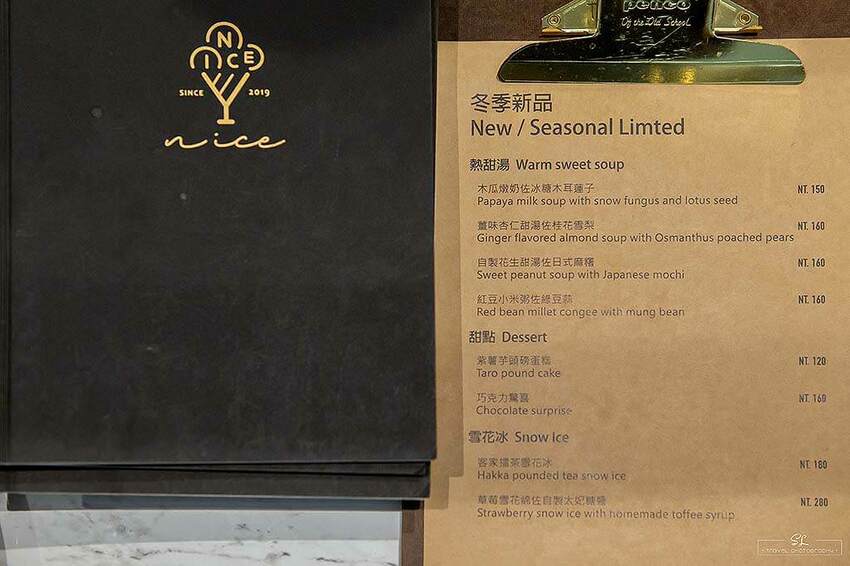 NICE
SINCE 2019
nice
penco
Of the Old School.
冬季新品
New / Seasonal Limted
熱甜湯 Warm sweet soup
木瓜燉奶佐冰糖木耳蓮子 NT. 150
Papaya milk soup with snow fungus and lotus seed
薑味杏仁甜湯佐桂花雪梨 NT. 160
Ginger flavored almond soup with Osmanthus poached pears
自製花生甜湯佐日式麻糬 NT. 160
Sweet peanut soup with Japanese mochi
紅豆小米粥佐綠豆蒜 NT. 160
Red bean millet congee with mung bean
甜點 Dessert
紫薯芋頭磅蛋糕 NT. 120
Taro pound cake
巧克力驚喜 NT. 160
Chocolate surprise
雪花冰 Snow Ice
客家擂茶雪花冰 NT. 180
Hakka pounded tea snow ice
草莓雪花綿佐自製太妃糖醬 NT. 280
Strawberry snow ice with homemade toffee syrup
SL
TRAVEL PHOTOGRAPHY